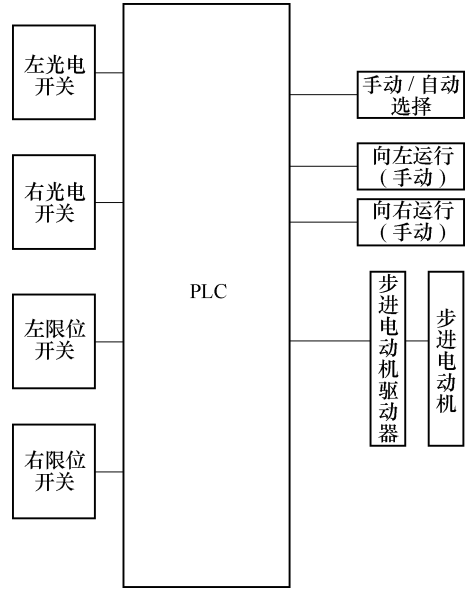 左光电
开关
右光电
开关
左限位
开关
右限位
开关
PLC
手动/自动
选择
向左运行
(手动)
向右运行
(手动)
步进电动机驱动器
步进电动机